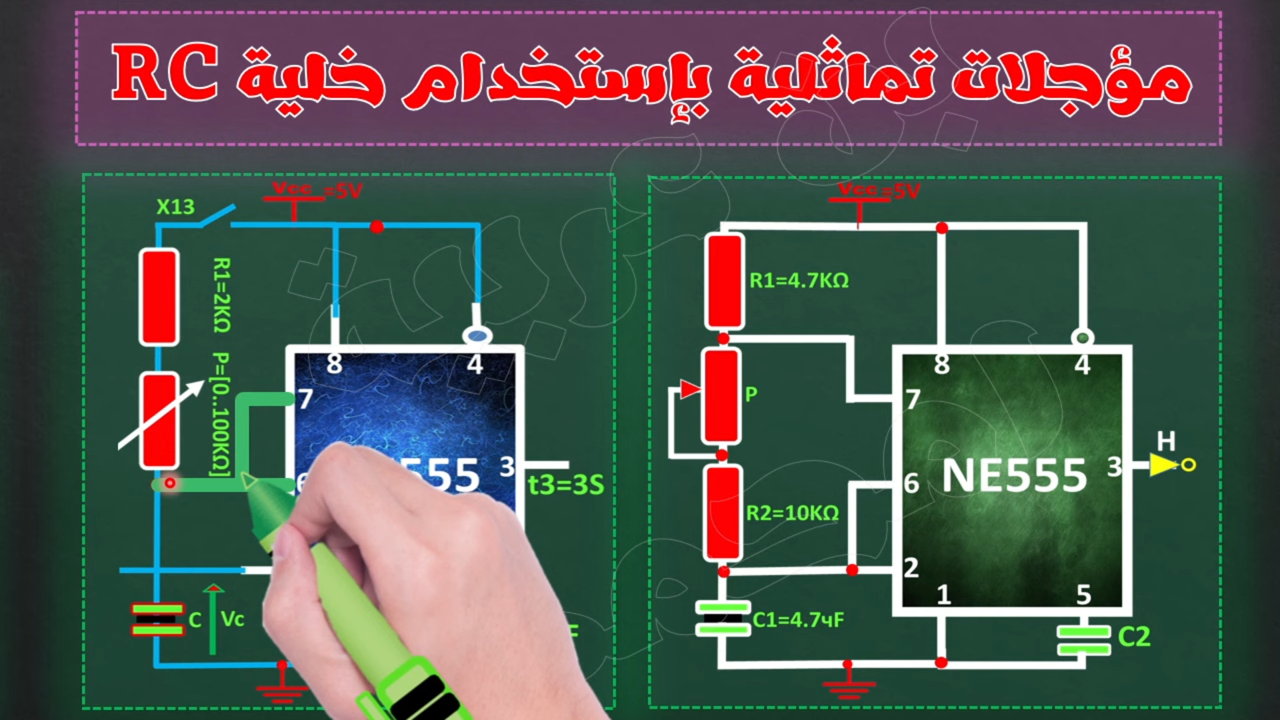 مؤجلات تماثلية بإستخدام خلية RC
X13
Vcc=5V
R1=2KΩ P=[0..100KΩ]
8
4
7
6
555
3
t3=3S
C
Vc
F
Vcc=5V
R1=4.7KΩ
P
R2=10KΩ
C1=4.7чF
8
4
7
NE555
3
H
6
2
1
5
C2